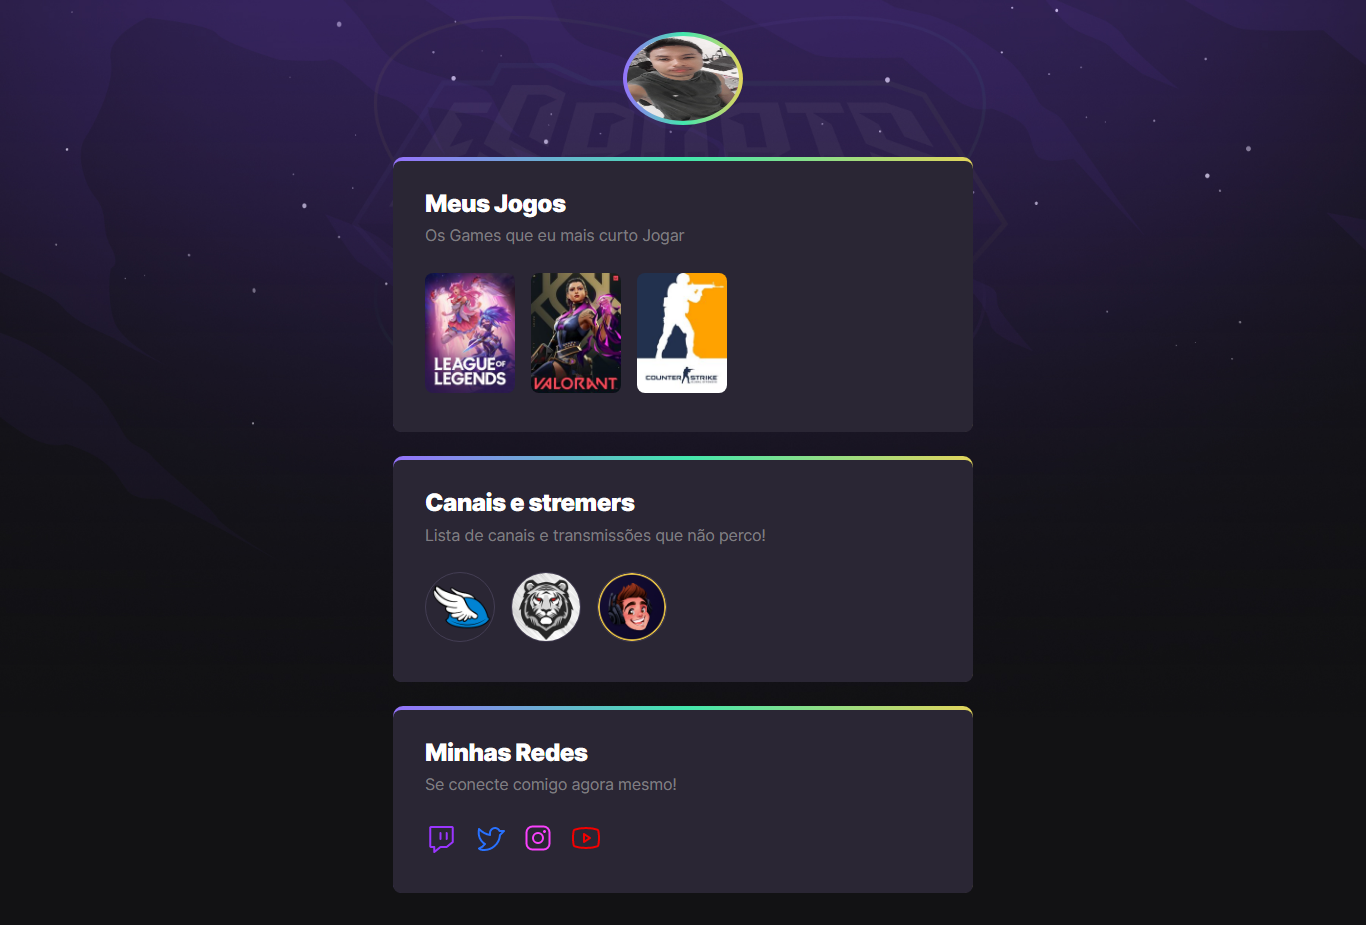 ESPORTS
Meus Jogos
Os Games que eu mais curto Jogar
LEAGUE OF
LEGENDS
VALORANT
COUNTER STRIKE
Canais e stremers
Lista de canais e transmissões que não perco!
Minhas Redes
Se conecte comigo agora mesmo!